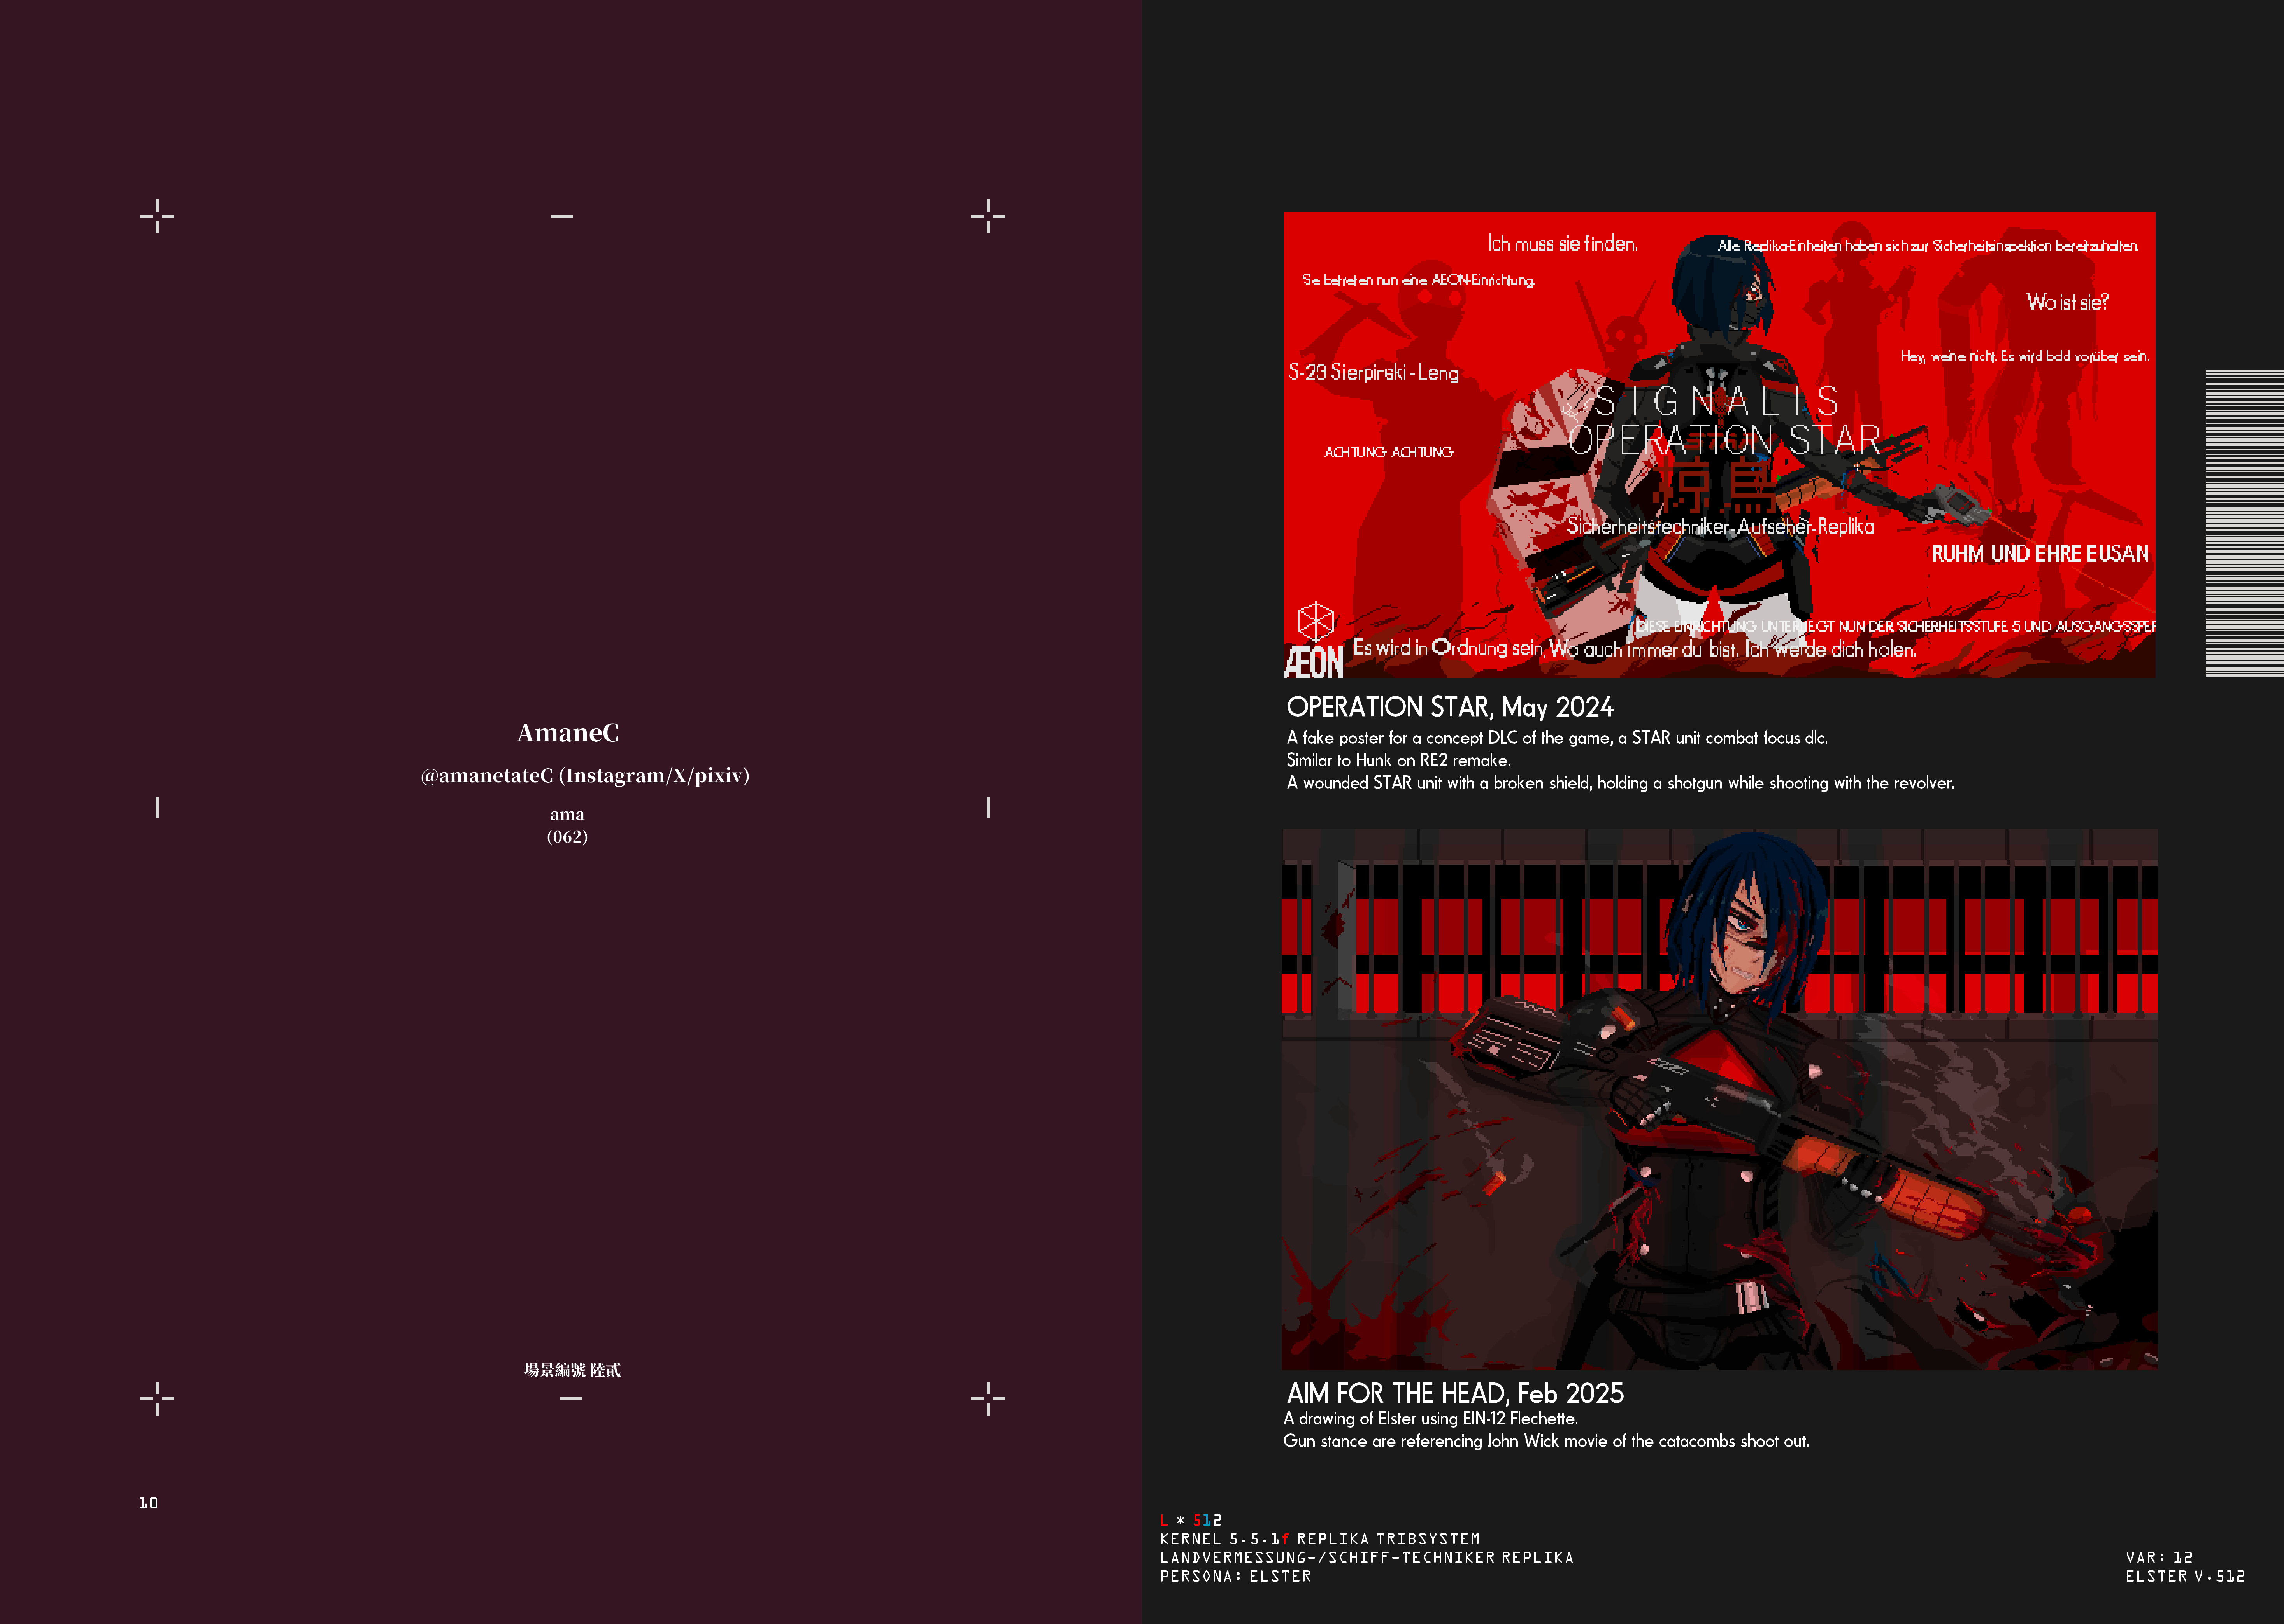 AmaneC
@amanetateC (Instagram/X/pixiv)
ama
(062)
場景編號 陸貳
10
Ich muss sie finden.
Alle Replika-Einheiten haben sich zur Sicherheitsinspektion bereitzuhalten.
Sie betreten nun eine AEON-Einrichtung.
Wo ist sie?
Hey, weine nicht. Es wird bald vorüber sein.
S-23 Sierpinski-Leng
SIGNALIS
OPERATION STAR
ACHTUNG ACHTUNG
椋鳥
Sicherheitstechniker-Aufseher-Replika
RUHM UND EHRE EUSAN
DIESE EINRICHTUNG UNTERLIEGT NUN DER SICHERHEITSSTUFE 5 UND AUSGANGSSPER
Es wird in Ordnung sein, Wo auch immer du bist. Ich werde dich holen.
ÆON
OPERATION STAR, May 2024
A fake poster for a concept DLC of the game, a STAR unit combat focus dlc.
Similar to Hunk on RE2 remake.
A wounded STAR unit with a broken shield, holding a shotgun while shooting with the revolver.
AIM FOR THE HEAD, Feb 2025
A drawing of Elster using EIN-12 Flechette.
Gun stance are referencing John Wick movie of the catacombs shoot out.
L * 512
KERNEL 5.5.1f REPLIKA TRIBSYSTEM
LANDVERMESSUNG-/SCHIFF-TECHNIKER REPLIKA
PERSONA: ELSTER
VAR: 12
ELSTER V.512